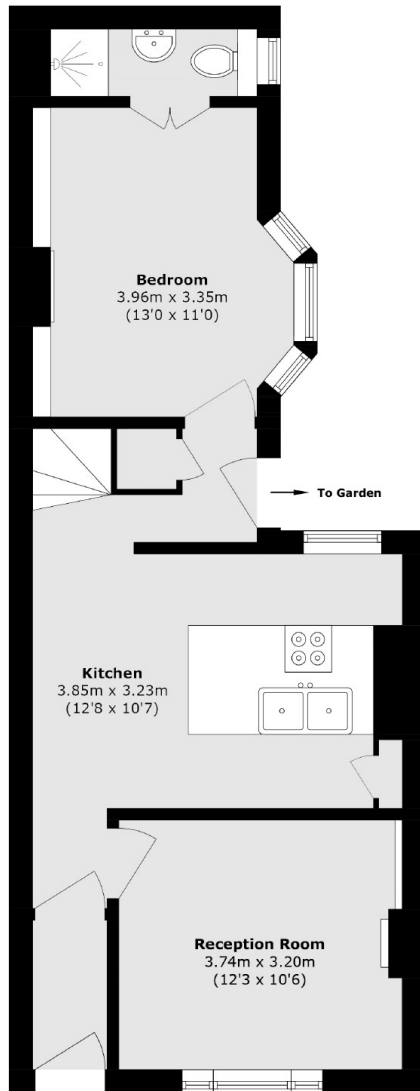 Bedroom
3.96m x 3.35m
(13'0 x 11'0)
To Garden
Kitchen
3.85m x 3.23m
(12'8 x 10'7)
Reception Room
3.74m x 3.20m
(12'3 x 10'6)